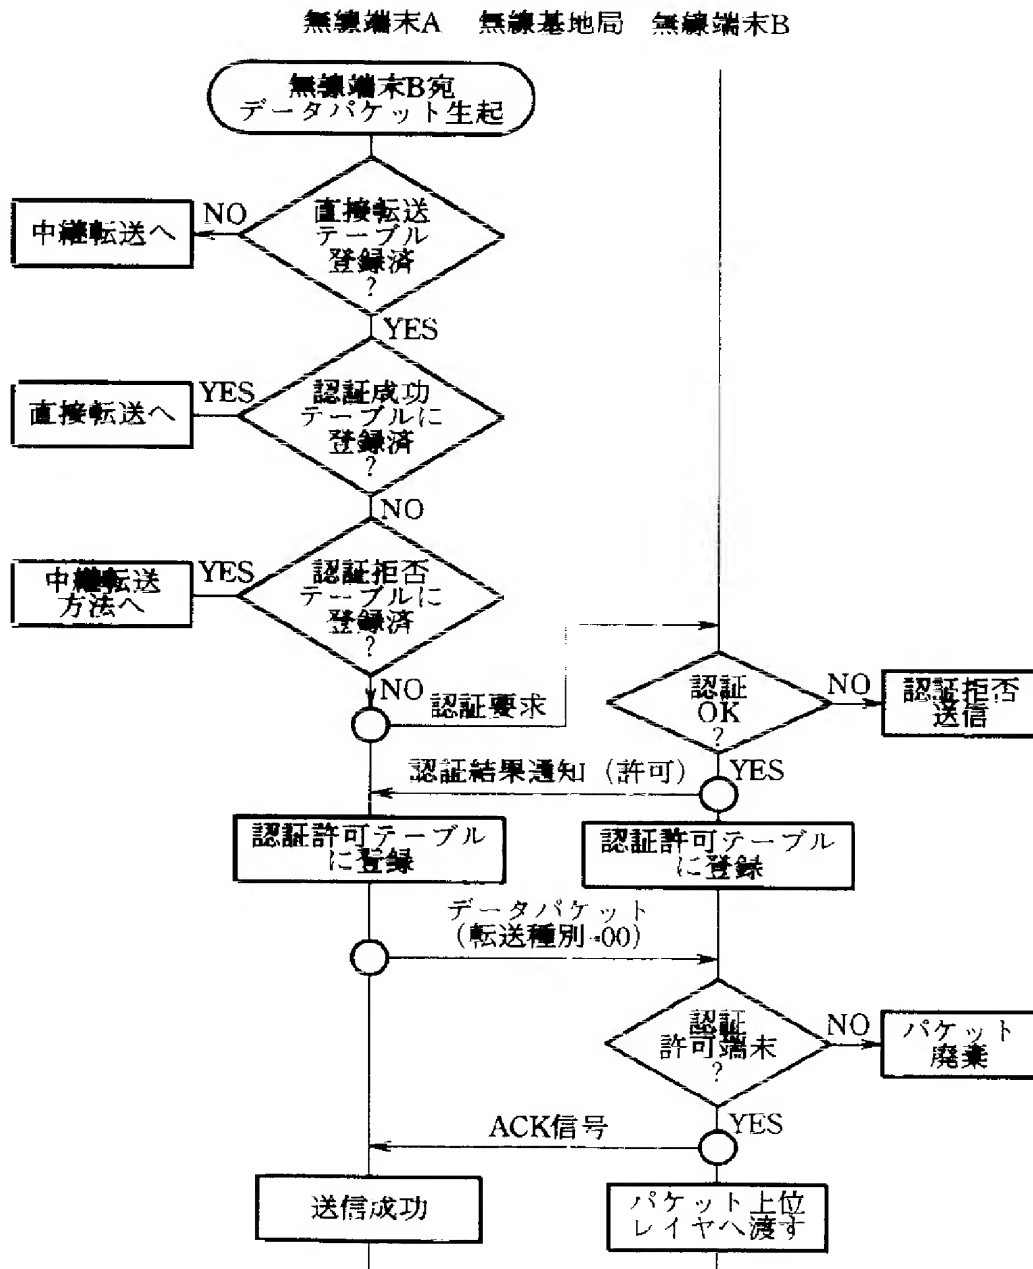 無線端末A 無線基地局 無線端末B
無線端末B宛
データパケット生起
直接転送
テーブル
登録済
?
NO
中継転送へ
YES
認証成功
テーブルに
登録済
?
YES
直接転送へ
NO
認証拒否
テーブルに
登録済
?
YES
中継転送
方法へ
NO
認証要求
認証
OK
?
NO
認証拒否
送信
YES
認証結果通知(許可)
認証許可テーブル
に登録
認証許可テーブル
に登録
データパケット
(転送種別=00)
認証
許可端末
?
NO
パケット
廃棄
YES
ACK信号
送信成功
パケット上位
レイヤへ渡す